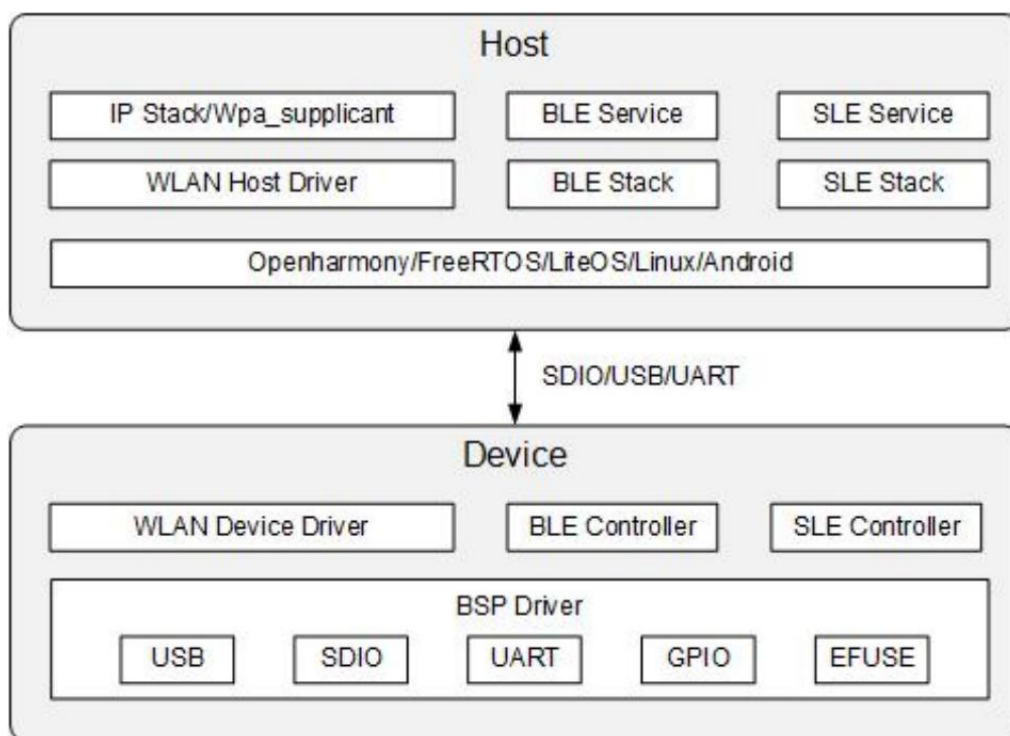 Host
IP Stack/Wpa_supplicant
BLE Service
SLE Service
WLAN Host Driver
BLE Stack
SLE Stack
Openharmony/FreeRTOS/LiteOS/Linux/Android
SDIO/USB/UART
Device
WLAN Device Driver
BLE Controller
SLE Controller
BSP Driver
USB
SDIO
UART
GPIO
EFUSE